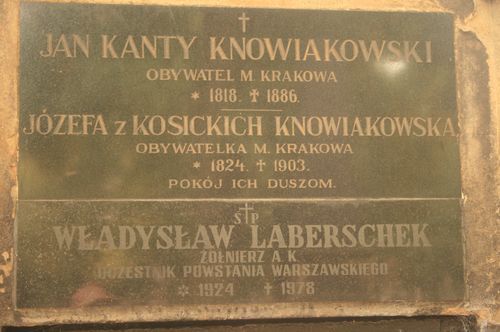 JAN KANTY KNOWIAKOWSKI
OBYWATEL M. KRAKOWA
* 1818. † 1886.
JÓZEFA z KOSICKICH KNOWIAKOWSKA
OBYWATELKA M. KRAKOWA
* 1824. † 1903.
POKÓJ ICH DUSZOM.
Ś † P
WŁADYSŁAW LABERSCHEK
ŻOŁNIERZ A. K
UCZESTNIK POWSTANIA WARSZAWSKIEGO
* 1924 † 1978